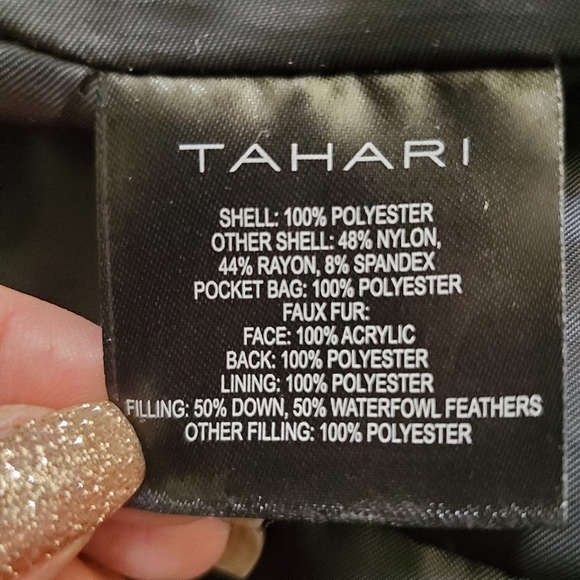 TAHARI
SHELL: 100% POLYESTER
OTHER SHELL: 48% NYLON,
44% RAYON, 8% SPANDEX
POCKET BAG: 100% POLYESTER
FAUX FUR:
FACE: 100% ACRYLIC
BACK: 100% POLYESTER
LINING: 100% POLYESTER
FILLING: 50% DOWN, 50% WATERFOWL FEATHERS
OTHER FILLING: 100% POLYESTER